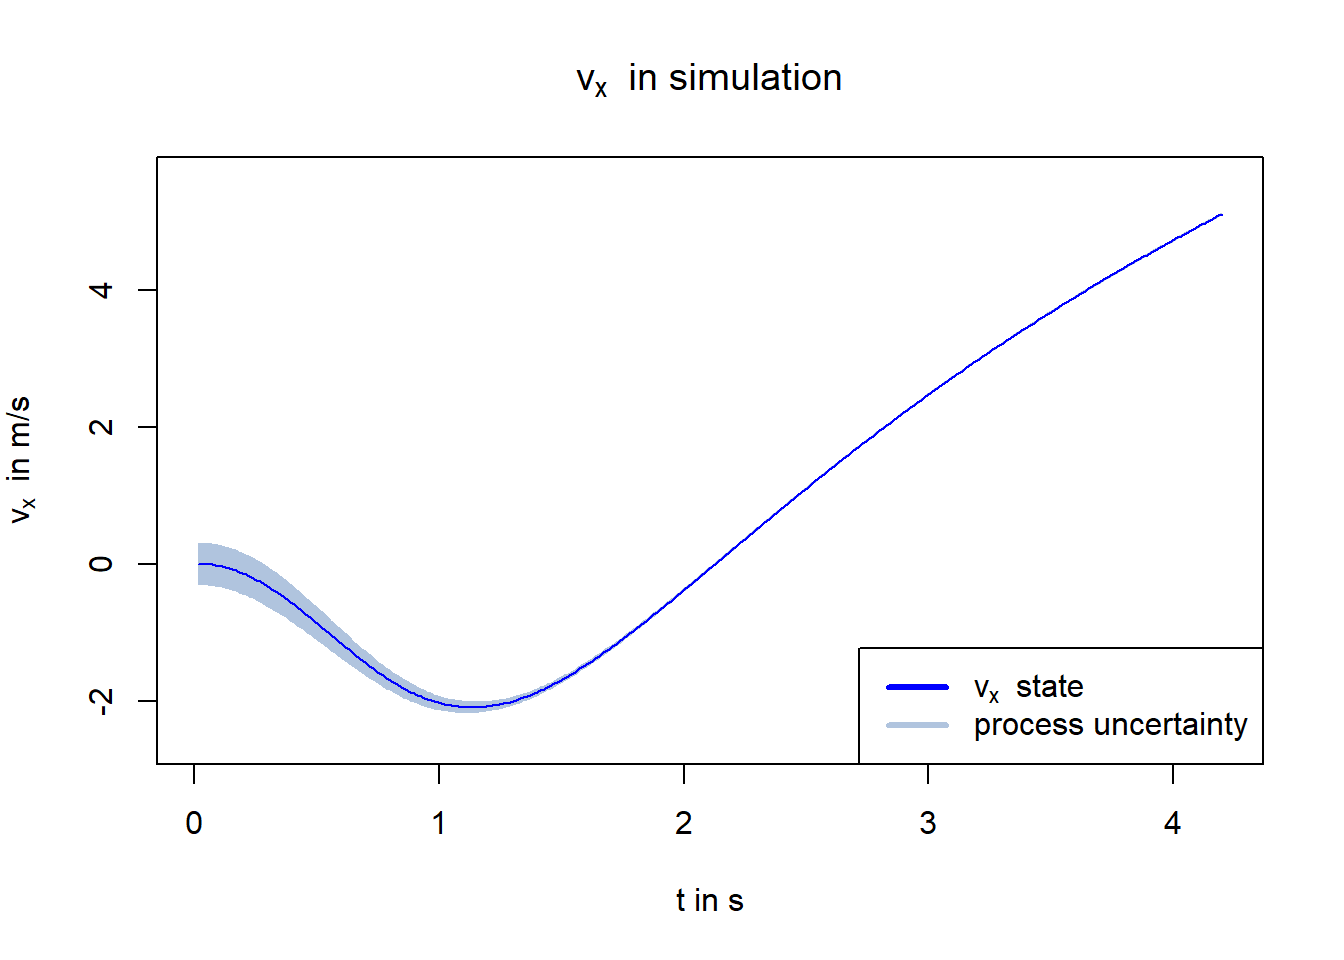 vx in simulation
vx in m/s
4
2
0
-2
0 1 2 3 4
t in s
vx state
process uncertainty